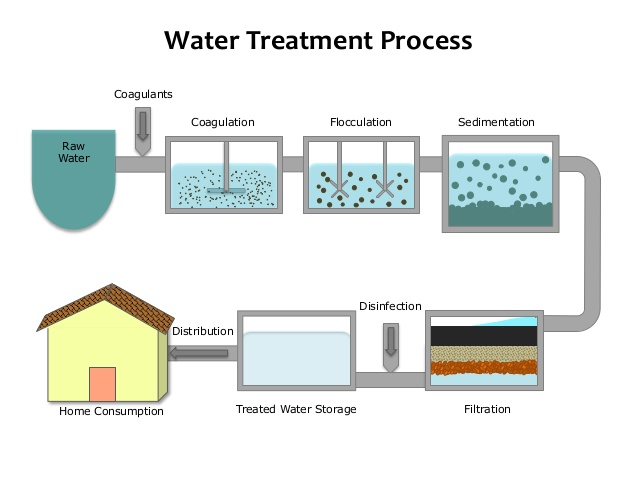 Water Treatment Process
Coagulants
Coagulation
Flocculation
Sedimentation
Raw
Water
Disinfection
Distribution
Home Consumption
Treated Water Storage
Filtration